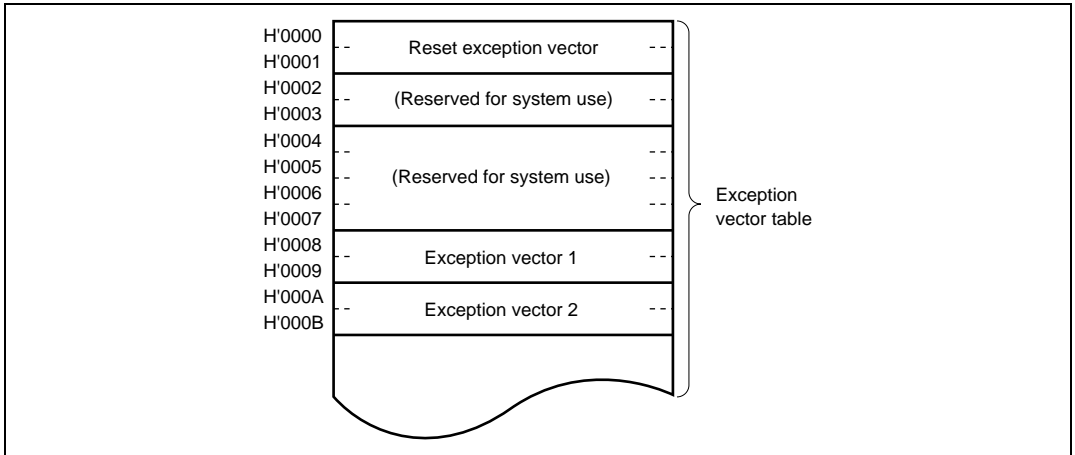 H'0000
H'0001
Reset exception vector
H'0002
H'0003
(Reserved for system use)
H'0004
H'0005
H'0006
H'0007
(Reserved for system use)
H'0008
H'0009
Exception vector 1
H'000A
H'000B
Exception vector 2
Exception
vector table